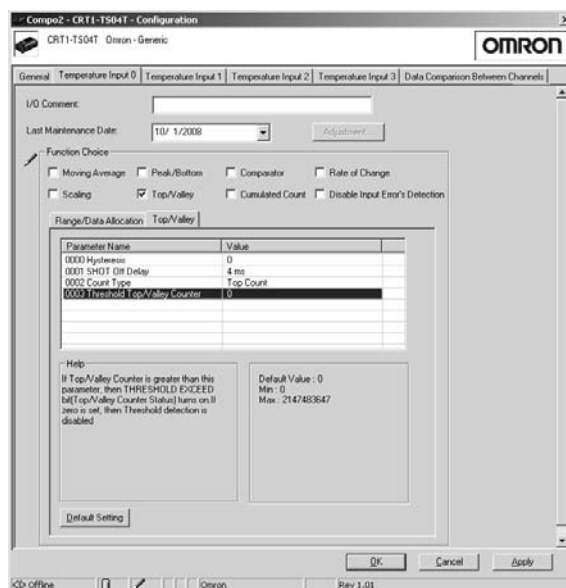 Compo2 - CRT1-TS04T - Configuration
CRT1-TS04T Omron - Generic
OMRON
General Temperature Input 0 Temperature Input 1 Temperature Input 2 Temperature Input 3 Data Comparison Between Channels
I/O Comment:
Last Maintenance Date: 10/ 1/2008 Adjustment...
Function Choice
Moving Average Peak/Bottom Comparator Rate of Change
Scaling Top/Valley Cumulated Count Disable Input Error's Detection
Range/Data Allocation Top/Valley
Parameter Name Value
0000 Hysteresis 0
0001 SHOT Off Delay 4 ms
0002 Count Type Top Count
0003 Threshold Top/Valley Counter 0
Help
If Top/Valley Counter is greater than this
parameter, then THRESHOLD EXCEED
bit(Top/Valley Counter Status) turns on.If
zero is set, then Threshold detection is
disabled
Default Value : 0
Min : 0
Max : 2147483647
Default Setting
OK Cancel Apply
CD: Offline Omron Rev 1.01